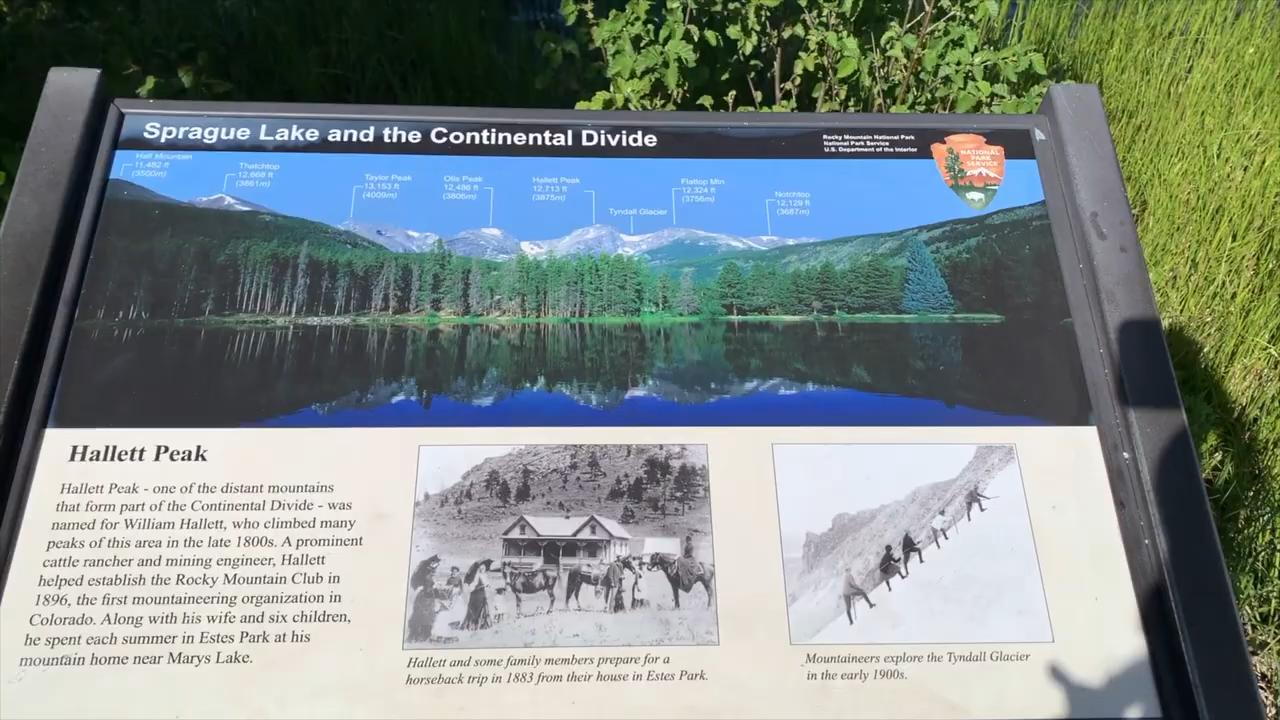 Sprague Lake and the Continental Divide
Rocky Mountain National Park
National Park Service
U.S. Department of the Interior
NATIONAL
PARK
SERVICE
Half Mountain
11,482 ft
(3500m)
Thatchtop
12,668 ft
(3861m)
Taylor Peak
13,153 ft
(4009m)
Otis Peak
12,486 ft
(3806m)
Hallett Peak
12,713 ft
(3875m)
Tyndall Glacier
Flattop Mtn
12,324 ft
(3756m)
Notchtop
12,129 ft
(3687m)
Hallett Peak
Hallett Peak - one of the distant mountains
that form part of the Continental Divide - was
named for William Hallett, who climbed many
peaks of this area in the late 1800s. A prominent
cattle rancher and mining engineer, Hallett
helped establish the Rocky Mountain Club in
1896, the first mountaineering organization in
Colorado. Along with his wife and six children,
he spent each summer in Estes Park at his
mountain home near Marys Lake.
Hallett and some family members prepare for a
horseback trip in 1883 from their house in Estes Park.
Mountaineers explore the Tyndall Glacier
in the early 1900s.